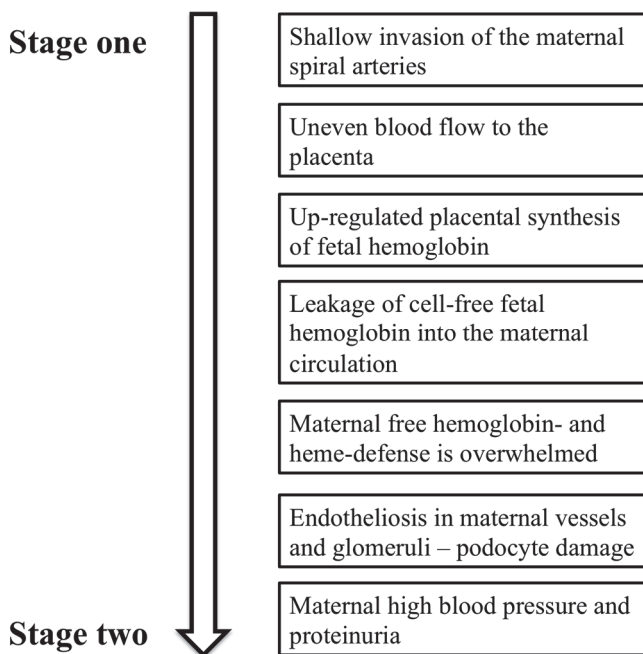 Stage one
Shallow invasion of the maternal
spiral arteries
Uneven blood flow to the
placenta
Up-regulated placental synthesis
of fetal hemoglobin
Leakage of cell-free fetal
hemoglobin into the maternal
circulation
Maternal free hemoglobin- and
heme-defense is overwhelmed
Endotheliosis in maternal vessels
and glomeruli – podocyte damage
Maternal high blood pressure and
proteinuria
Stage two